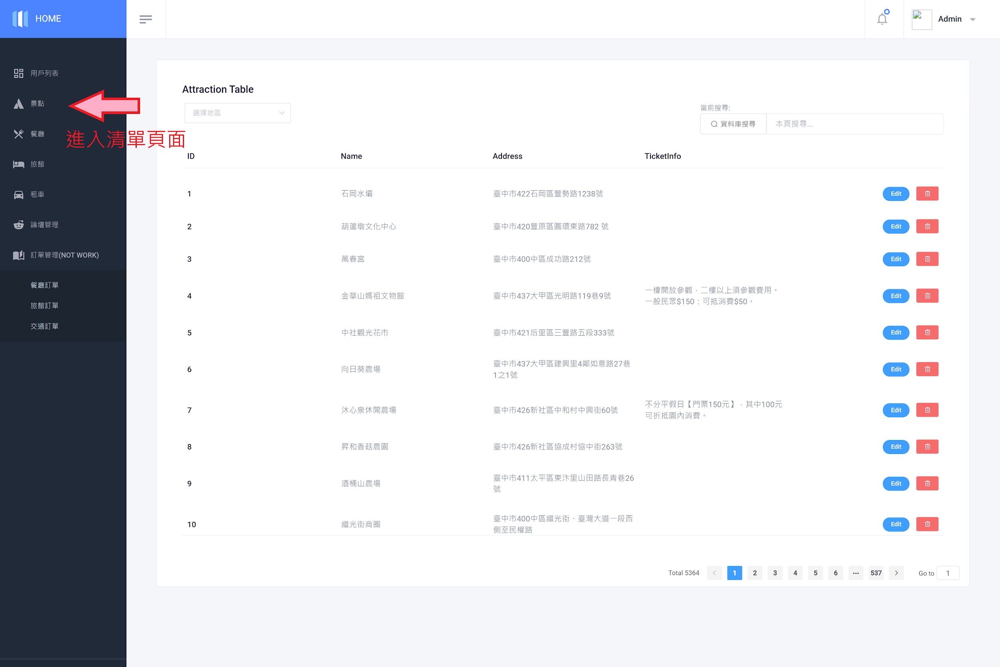 HOME
Admin
用戶列表
景點
餐廳
旅館
租車
論壇管理
訂單管理(NOT WORK)
餐廳訂單
旅館訂單
交通訂單
進入清單頁面
Attraction Table
選擇地區
當前搜尋:
資料庫搜尋 本頁搜尋...
ID Name Address TicketInfo
1 石岡水壩 臺中市422石岡區豐勢路1238號 Edit
2 葫蘆墩文化中心 臺中市420豐原區圓環東路782 號 Edit
3 萬春宮 臺中市400中區成功路212號 Edit
4 金華山媽祖文物館 臺中市437大甲區光明路119巷9號 一樓開放參觀，二樓以上須參觀費用。
一般民眾$150：可抵消費$50。 Edit
5 中社觀光花市 臺中市421后里區三豐路五段333號 Edit
6 向日葵農場 臺中市437大甲區建興里4鄰如意路27巷
1之1號 Edit
7 沐心泉休閒農場 臺中市426新社區中和村中興街60號 不分平假日【門票150元】，其中100元
可折抵園內消費。 Edit
8 昇和香菇農園 臺中市426新社區協成村協中街263號 Edit
9 酒桶山農場 臺中市411太平區東汴里山田路長青巷26
號 Edit
10 繼光街商圈 臺中市400中區繼光街、臺灣大道一段西
側至民權路 Edit
Total 5364 1 2 3 4 5 6 ... 537 Go to 1